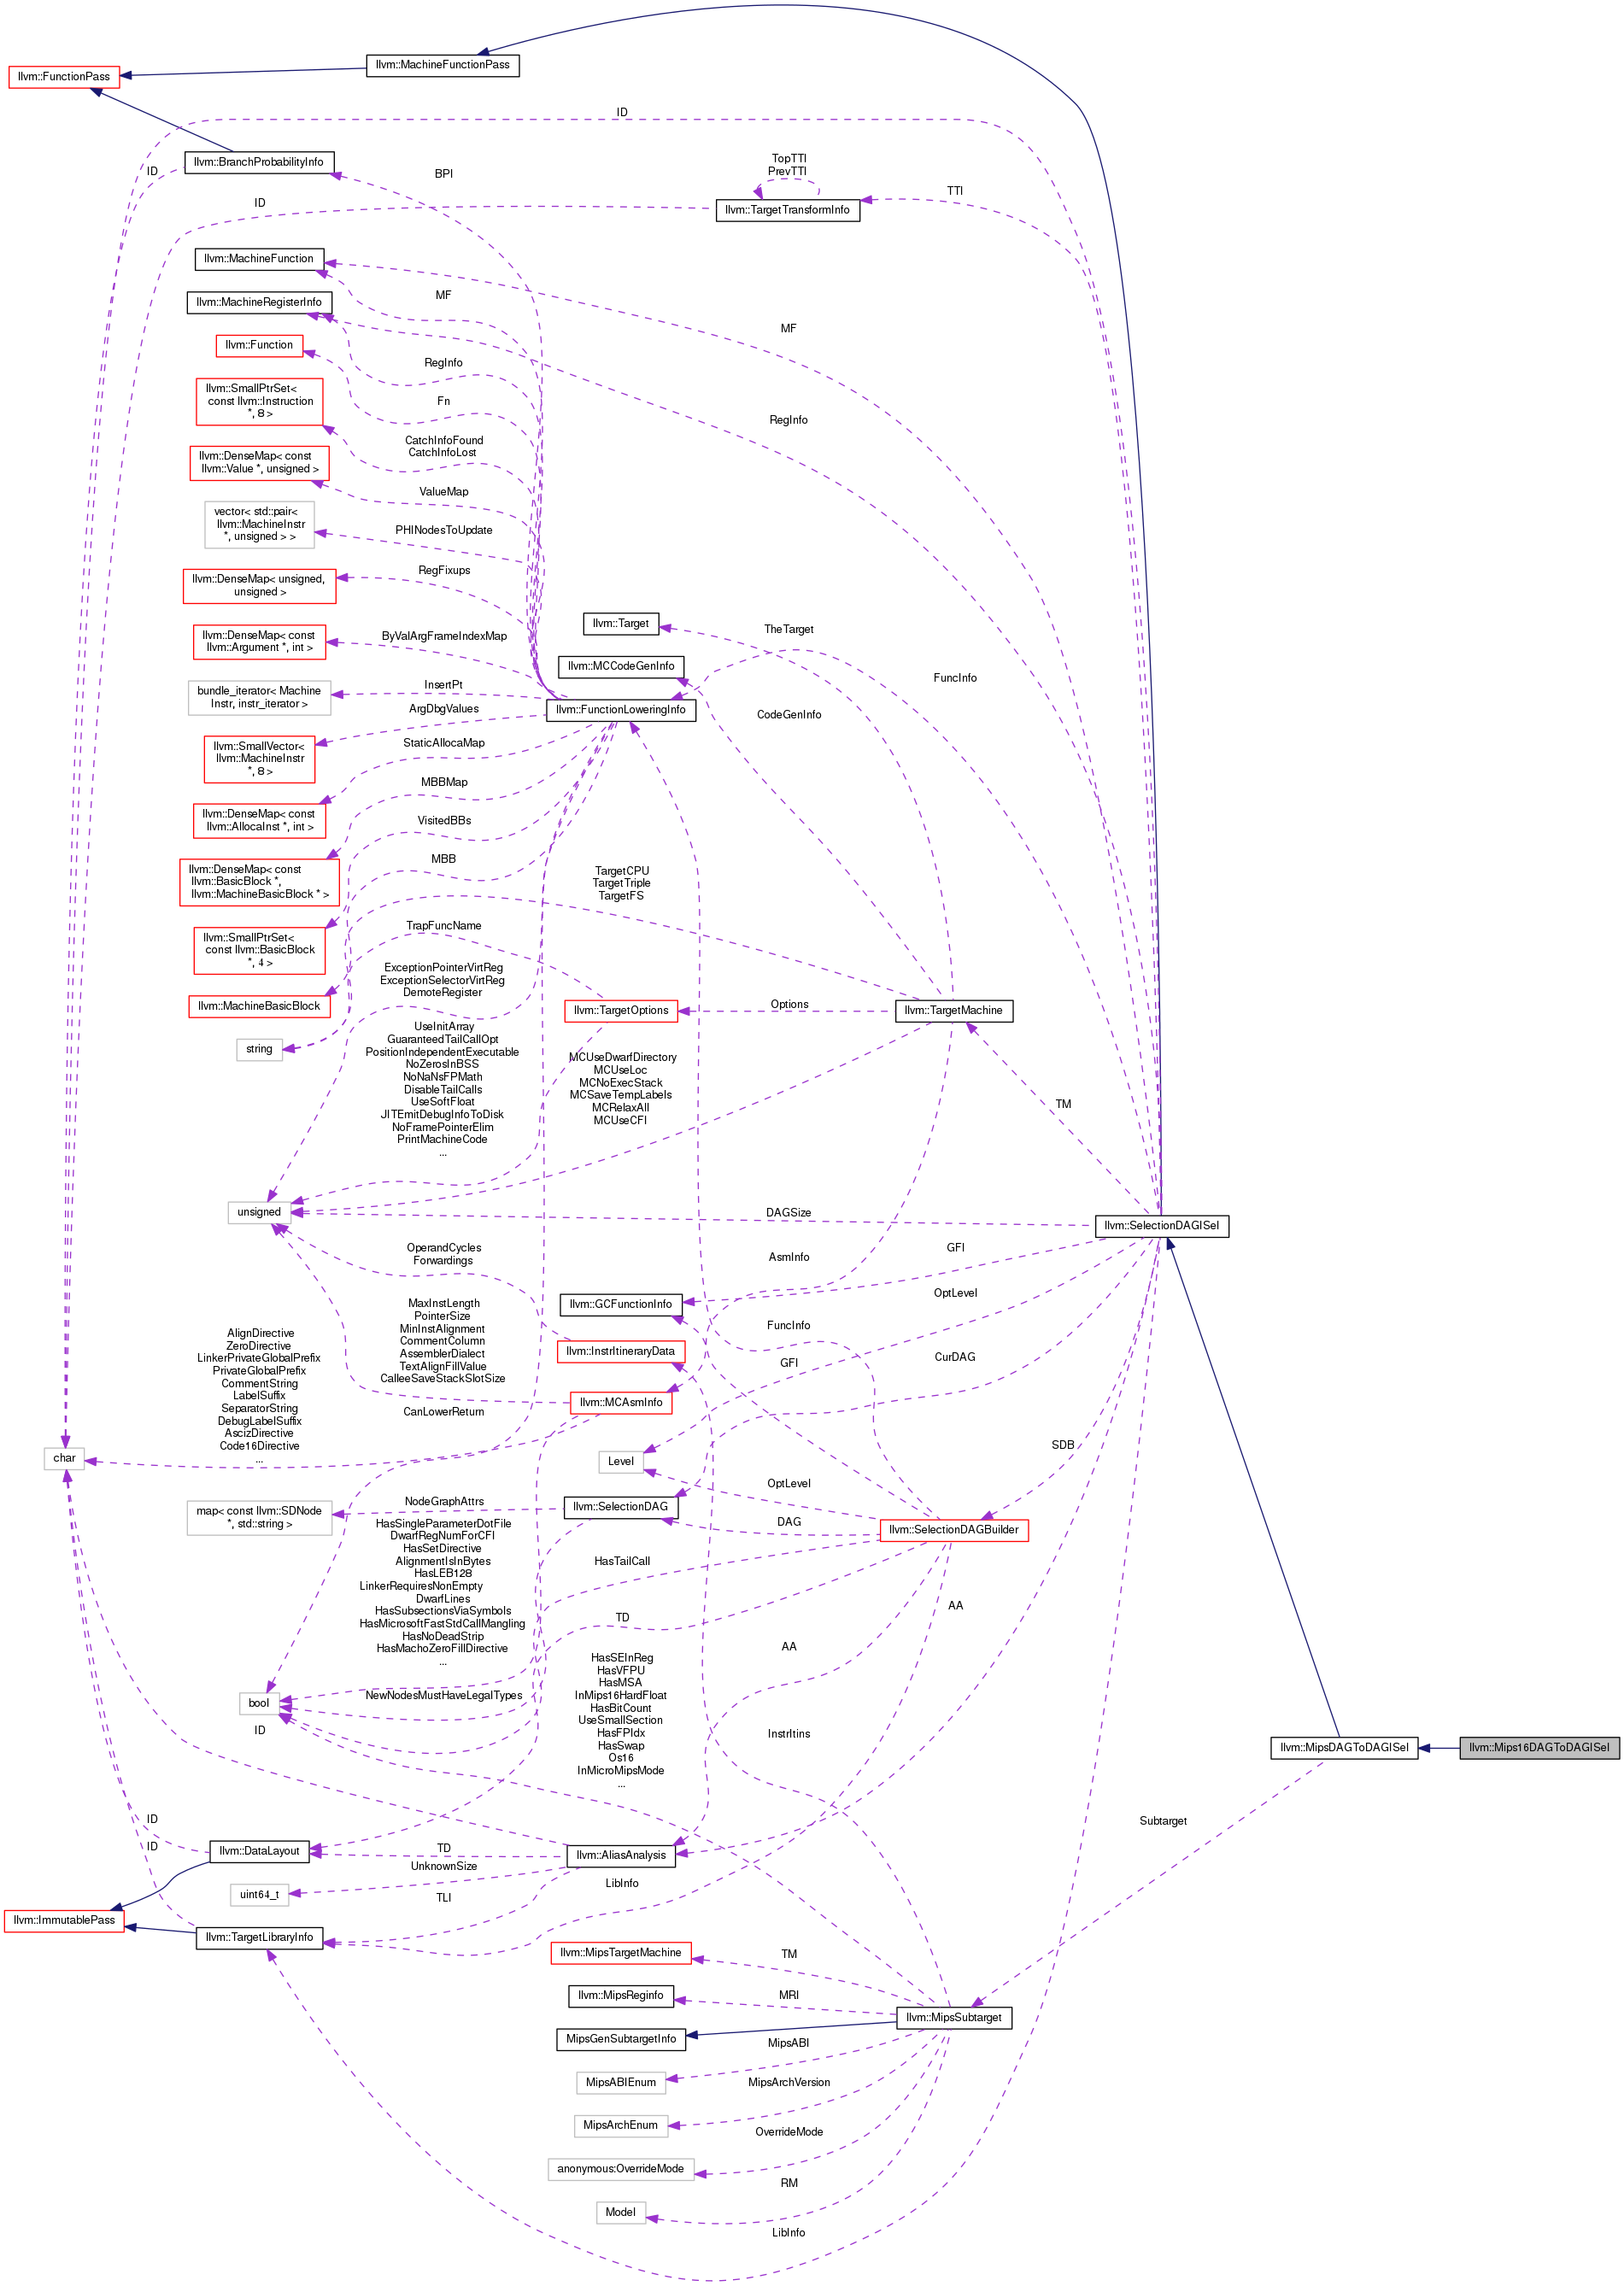 llvm::MachineFunctionPass
llvm::FunctionPass
ID
llvm::BranchProbabilityInfo
ID
BPI
TopTTI
PrevTTI
TTI
ID
llvm::TargetTransformInfo
llvm::MachineFunction
MF
llvm::MachineRegisterInfo
MF
llvm::Function
RegInfo
llvm::SmallPtrSet<
const llvm::Instruction
*, 8 >
Fn
RegInfo
CatchInfoFound
CatchInfoLost
llvm::DenseMap< const
llvm::Value *, unsigned >
ValueMap
vector< std::pair<
llvm::MachineInstr
*, unsigned > >
PHINodesToUpdate
llvm::DenseMap< unsigned,
unsigned >
RegFixups
llvm::Target
TheTarget
llvm::DenseMap< const
llvm::Argument *, int >
ByValArgFrameIndexMap
llvm::MCCodeGenInfo
FuncInfo
bundle_iterator< Machine
Instr, instr_iterator >
InsertPt
llvm::FunctionLoweringInfo
ArgDbgValues
CodeGenInfo
llvm::SmallVector<
llvm::MachineInstr
*, 8 >
StaticAllocaMap
llvm::DenseMap< const
llvm::AllocaInst *, int >
MBBMap
VisitedBBs
llvm::DenseMap< const
llvm::BasicBlock *,
llvm::MachineBasicBlock * >
MBB
TargetCPU
TargetTriple
TargetFS
llvm::SmallPtrSet<
const llvm::BasicBlock
*, 4 >
TrapFuncName
ExceptionPointerVirtReg
ExceptionSelectorVirtReg
DemoteRegister
llvm::MachineBasicBlock
llvm::TargetOptions
Options
llvm::TargetMachine
string
UseInitArray
GuaranteedTailCallOpt
PositionIndependentExecutable
NoZerosInBSS
NoNaNsFPMath
DisableTailCalls
UseSoftFloat
JITEmitDebugInfoToDisk
NoFramePointerElim
PrintMachineCode
...
MCUseDwarfDirectory
MCUseLoc
MCNoExecStack
MCSaveTempLabels
MCRelaxAll
MCUseCFI
TM
unsigned
DAGSize
llvm::SelectionDAGISel
OperandCycles
Forwardings
AsmInfo
GFI
llvm::GCFunctionInfo
OptLevel
MaxInstLength
PointerSize
MinInstAlignment
CommentColumn
AssemblerDialect
TextAlignFillValue
CalleeSaveStackSlotSize
FuncInfo
llvm::InstrItineraryData
GFI
CurDAG
AlignDirective
ZeroDirective
LinkerPrivateGlobalPrefix
PrivateGlobalPrefix
CommentString
LabelSuffix
SeparatorString
DebugLabelSuffix
AscizDirective
Code16Directive
...
llvm::MCAsmInfo
CanLowerReturn
SDB
char
Level
OptLevel
map< const llvm::SDNode
*, std::string >
NodeGraphAttrs
llvm::SelectionDAG
DAG
llvm::SelectionDAGBuilder
HasSingleParameterDotFile
DwarfRegNumForCFI
HasSetDirective
AlignmentIsInBytes
HasLEB128
LinkerRequiresNonEmpty
DwarfLines
HasSubsectionsViaSymbols
HasMicrosoftFastStdCallMangling
HasNoDeadStrip
HasMachoZeroFillDirective
...
HasTailCall
TD
AA
AA
HasSEInReg
HasVFPU
HasMSA
InMips16HardFloat
HasBitCount
UseSmallSection
HasFPIdx
HasSwap
Os16
InMicroMipsMode
...
bool
NewNodesMustHaveLegalTypes
ID
InstrItins
llvm::MipsDAGToDAGISel
llvm::Mips16DAGToDAGISel
Subtarget
ID
ID
llvm::DataLayout
TD
llvm::AliasAnalysis
UnknownSize
uint64_t
TLI
LibInfo
llvm::ImmutablePass
llvm::TargetLibraryInfo
llvm::MipsTargetMachine
TM
llvm::MipsReginfo
MRI
llvm::MipsSubtarget
MipsGenSubtargetInfo
MipsABI
MipsABIEnum
MipsArchVersion
MipsArchEnum
OverrideMode
anonymous:OverrideMode
RM
Model
LibInfo